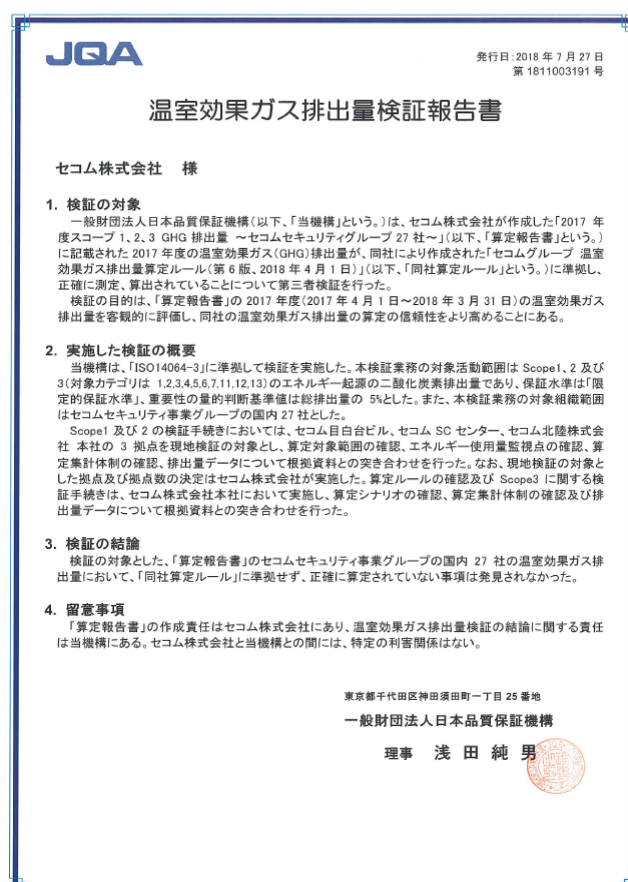 JQA
発行日:2018 年 7 月 27 日
第 1811003191 号
温室効果ガス排出量検証報告書
セコム株式会社 様
1. 検証の対象
一般財団法人日本品質保証機構(以下、「当機構」という。)は、セコム株式会社が作成した「2017 年
度スコープ 1、2、3 GHG 排出量 ~セコムセキュリティグループ 27 社~」(以下、「算定報告書」という。)
に記載された 2017 年度の温室効果ガス(GHG)排出量が、同社により作成された「セコムグループ 温室
効果ガス排出量算定ルール(第 6 版、2018 年 4 月 1 日)」(以下、「同社算定ルール」という。)に準拠し、
正確に測定、算出されていることについて第三者検証を行った。
検証の目的は、「算定報告書」の 2017 年度(2017 年 4 月 1 日~2018 年 3 月 31 日)の温室効果ガス
排出量を客観的に評価し、同社の温室効果ガス排出量の算定の信頼性をより高めることにある。
2. 実施した検証の概要
当機構は、「ISO14064-3」に準拠して検証を実施した。本検証業務の対象活動範囲は Scope1、2 及び
3(対象カテゴリは 1,2,3,4,5,6,7,11,12,13)のエネルギー起源の二酸化炭素排出量であり、保証水準は「限
定的保証水準」、重要性の量的判断基準値は総排出量の 5%とした。また、本検証業務の対象組織範囲
はセコムセキュリティ事業グループの国内 27 社とした。
Scope1 及び 2 の検証手続きにおいては、セコム目白台ビル、セコム SC センター、セコム北陸株式会
社 本社の 3 拠点を現地検証の対象とし、算定対象範囲の確認、エネルギー使用量監視点の確認、算
定集計体制の確認、排出量データについて根拠資料との突き合わせを行った。なお、現地検証の対象と
した拠点及び拠点数の決定はセコム株式会社が実施した。算定ルールの確認及び Scope3 に関する検
証手続きは、セコム株式会社本社において実施し、算定シナリオの確認、算定集計体制の確認及び排
出量データについて根拠資料との突き合わせを行った。
3. 検証の結論
検証の対象とした、「算定報告書」のセコムセキュリティ事業グループの国内 27 社の温室効果ガス排
出量において、「同社算定ルール」に準拠せず、正確に算定されていない事項は発見されなかった。
4. 留意事項
「算定報告書」の作成責任はセコム株式会社にあり、温室効果ガス排出量検証の結論に関する責任
は当機構にある。セコム株式会社と当機構との間には、特定の利害関係はない。
東京都千代田区神田須田町一丁目 25 番地
一般財団法人日本品質保証機構
理事 浅 田 純 男